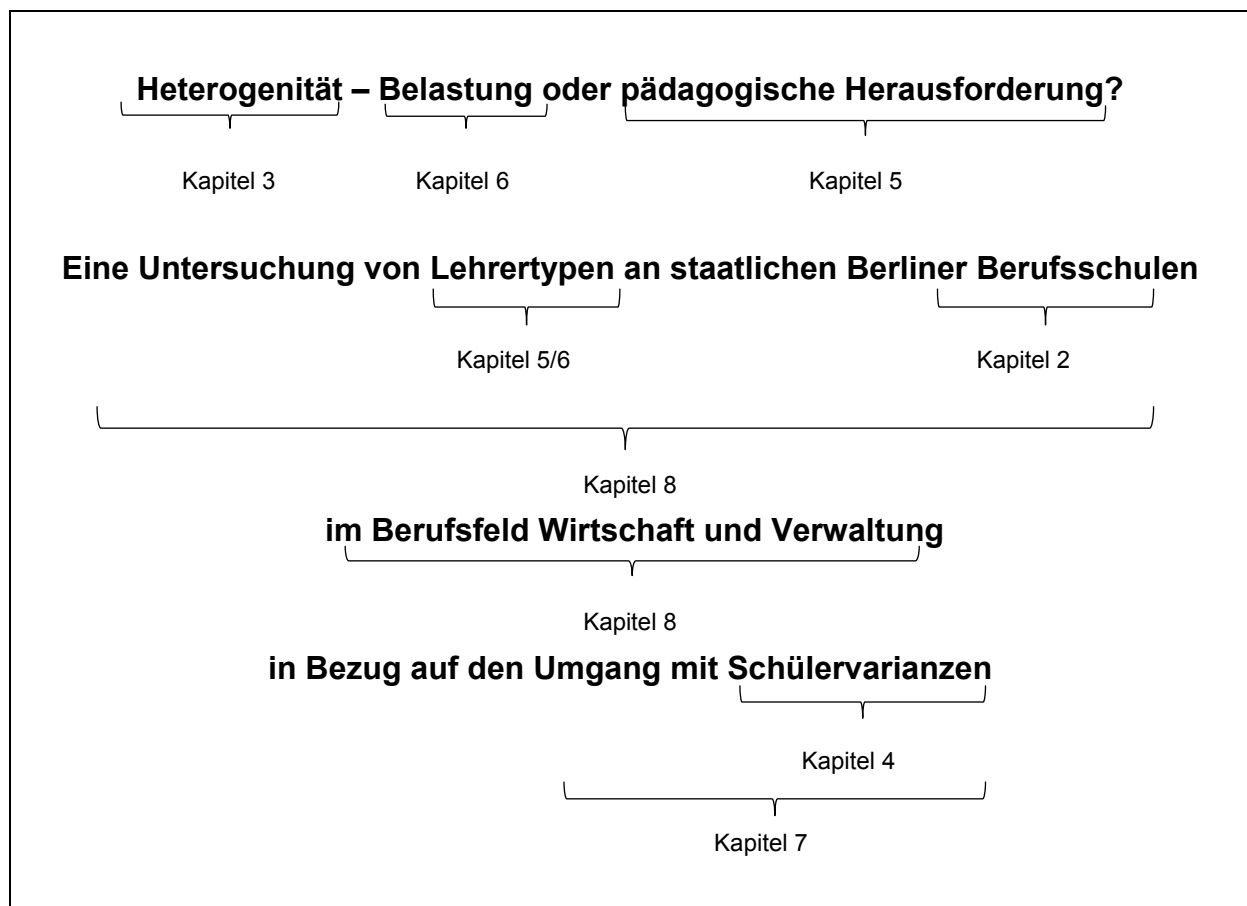 Heterogenität – Belastung oder pädagogische Herausforderung?
Kapitel 3 Kapitel 6 Kapitel 5
Eine Untersuchung von Lehrertypen an staatlichen Berliner Berufsschulen
Kapitel 5/6 Kapitel 2
Kapitel 8
im Berufsfeld Wirtschaft und Verwaltung
Kapitel 8
in Bezug auf den Umgang mit Schülervarianzen
Kapitel 4
Kapitel 7